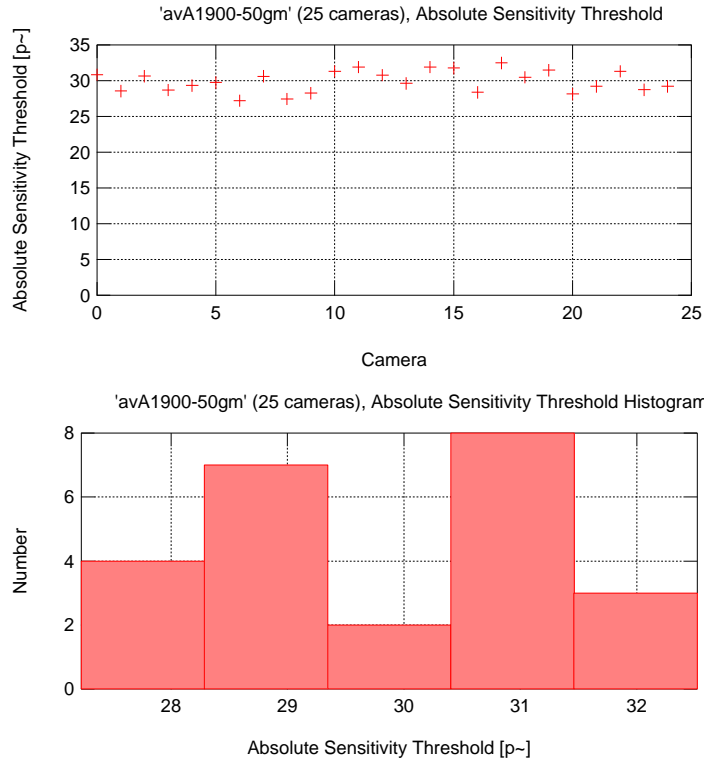 'avA1900-50gm' (25 cameras), Absolute Sensitivity Threshold
Absolute Sensitivity Threshold [p~]
35
30
25
20
15
10
5
0
0 5 10 15 20 25
Camera
'avA1900-50gm' (25 cameras), Absolute Sensitivity Threshold Histogram
Number
8
6
4
2
0
28 29 30 31 32
Absolute Sensitivity Threshold [p~]